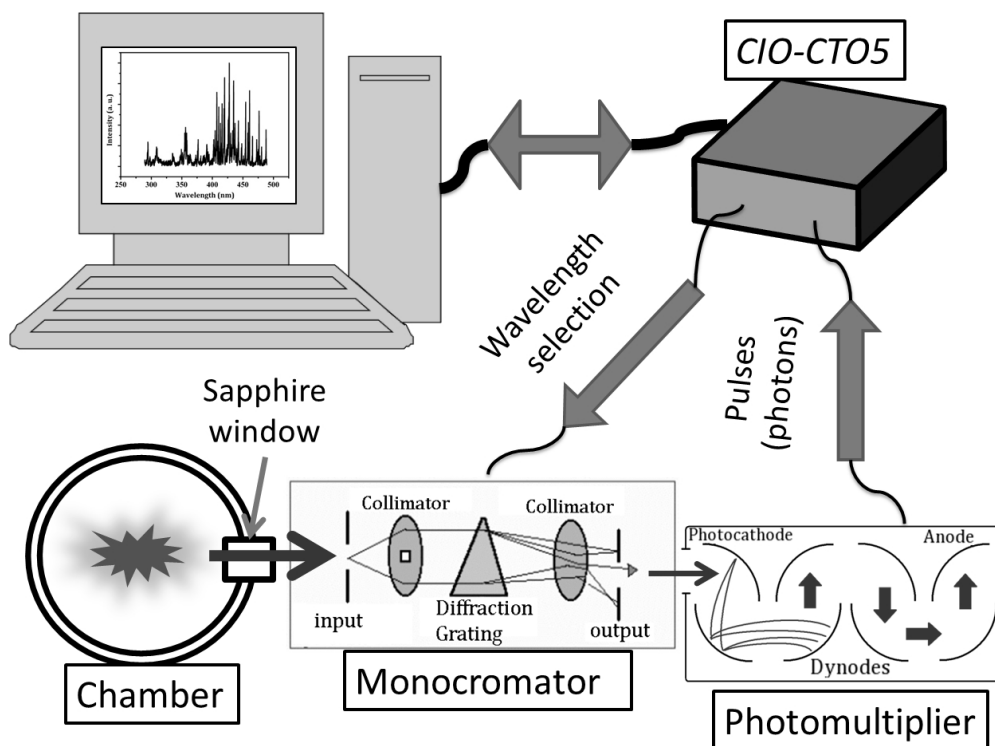 CIO-CTO5
Intensity (a. u.)
250 300 350 400 450 500
Wavelength (nm)
Wavelength
selection
Pulses
(photons)
Sapphire
window
Collimator
Collimator
input
Diffraction
Grating
output
Photocathode
Anode
Dynodes
Chamber
Monocromator
Photomultiplier